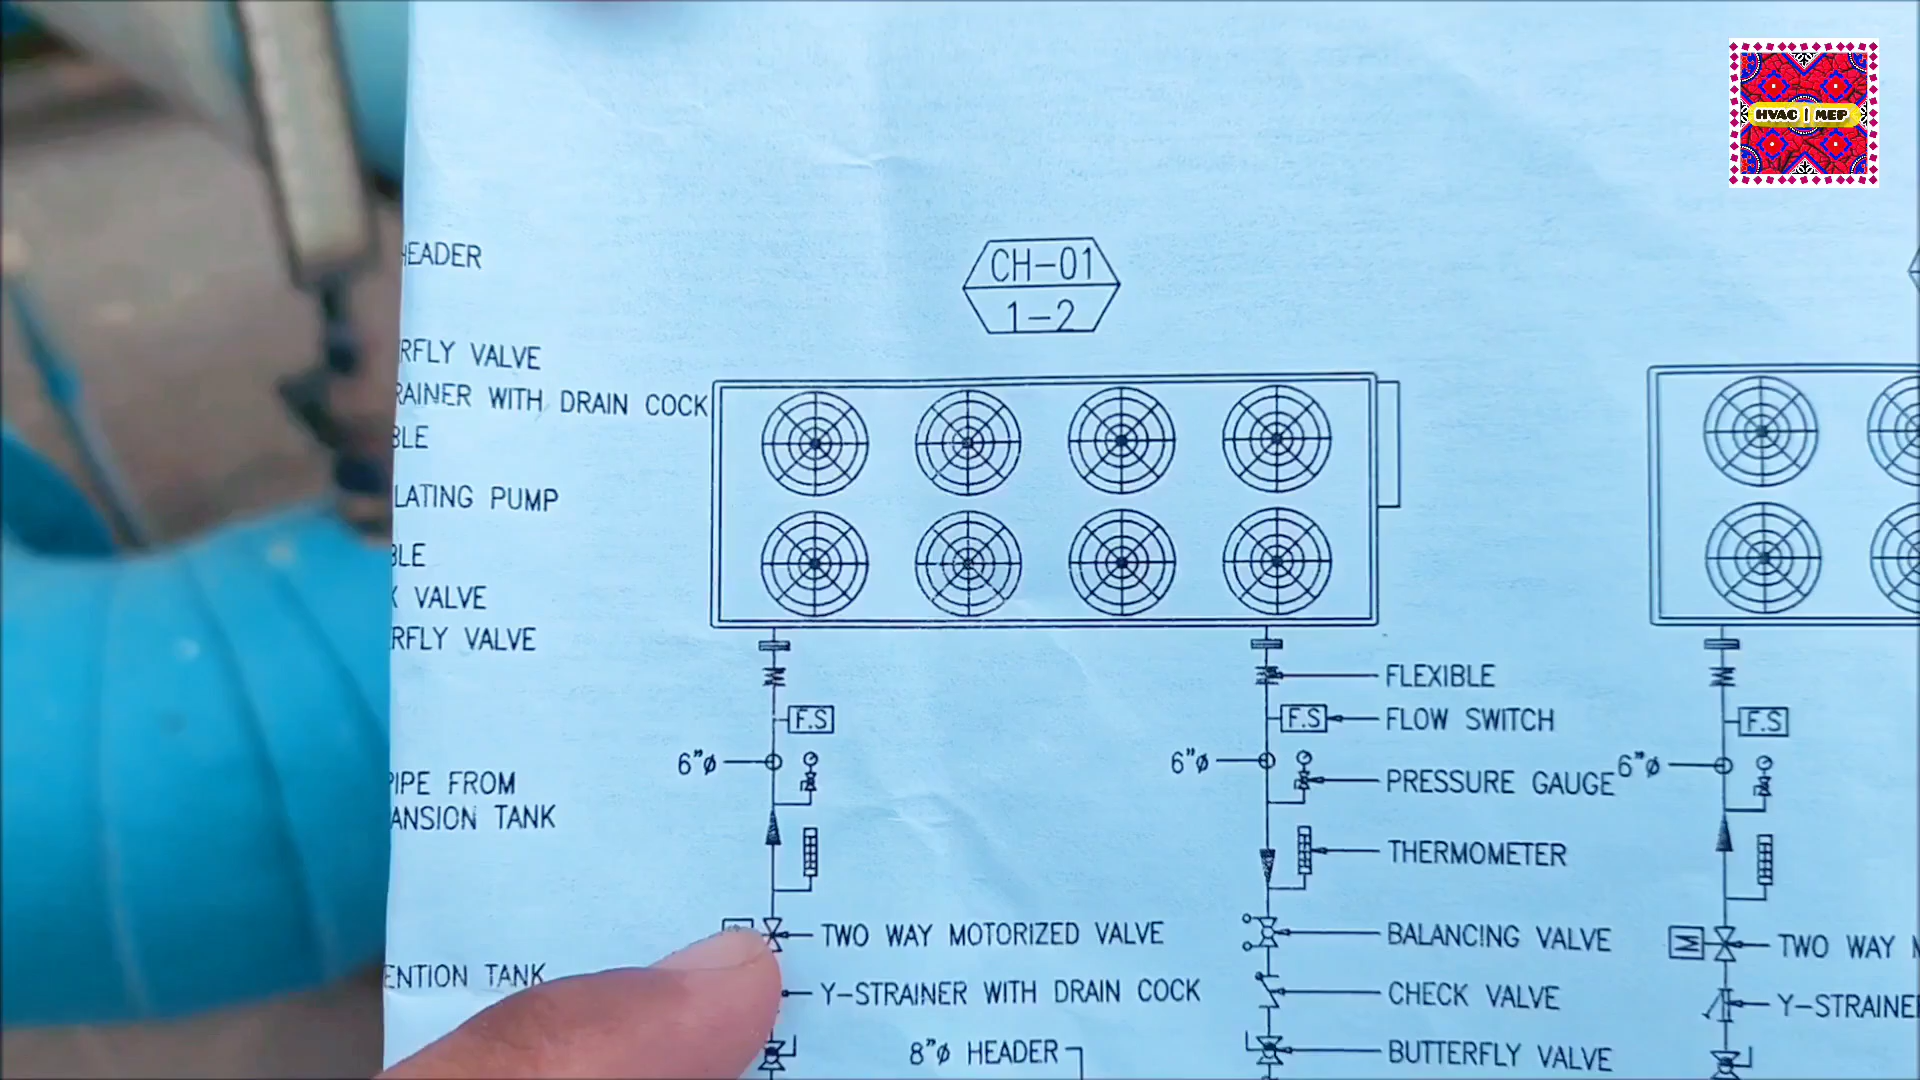 HVAC | MEP
HEADER
CH-01
1-2
RFLY VALVE
RAINER WITH DRAIN COCK
BLE
LATING PUMP
BLE
VALVE
RFLY VALVE
FLEXIBLE
F.S
F.S
FLOW SWITCH
F.S
6"ø
6"ø
PRESSURE GAUGE
6"ø
PIPE FROM
ANSION TANK
THERMOMETER
TWO WAY MOTORIZED VALVE
BALANCING VALVE
M
TWO WAY
ENTION TANK
Y-STRAINER WITH DRAIN COCK
CHECK VALVE
Y-STRAINE
8"ø HEADER
BUTTERFLY VALVE